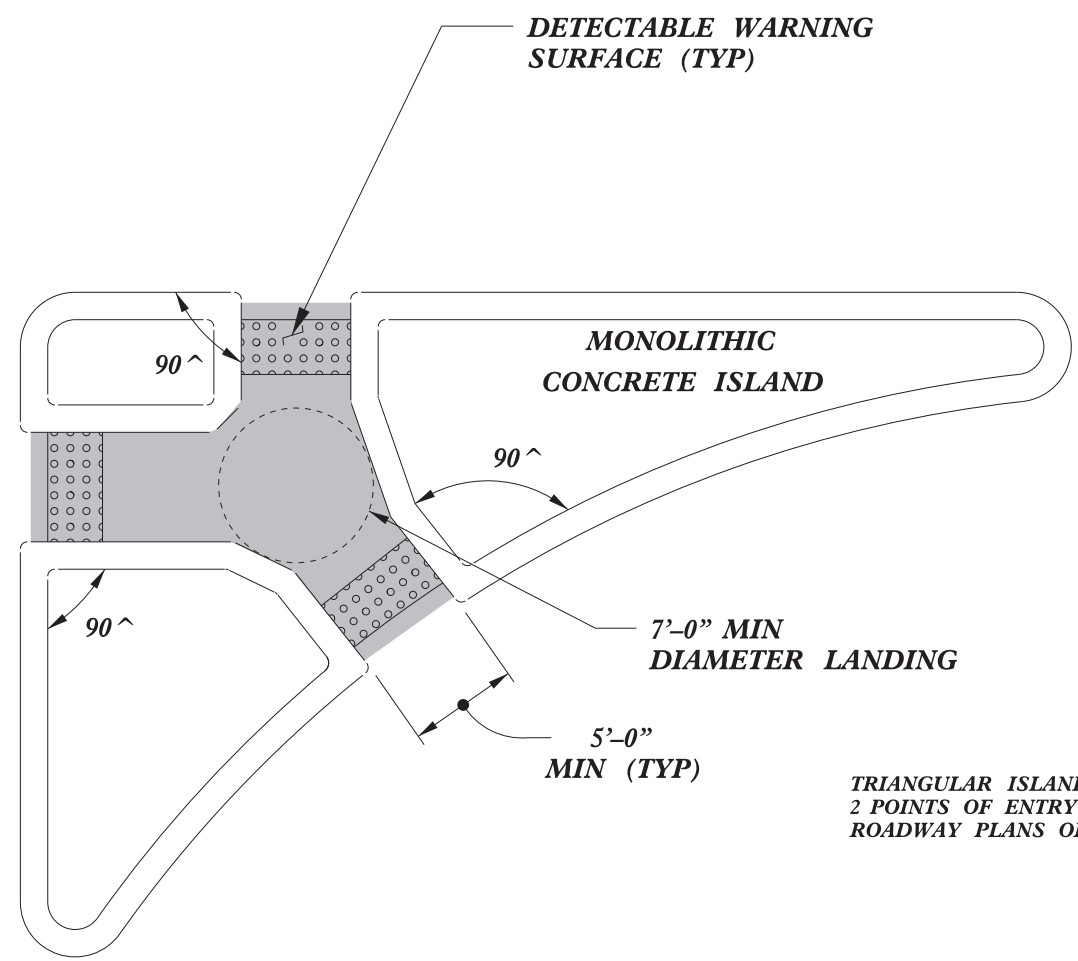 DETECTABLE WARNING
SURFACE (TYP)
90^
MONOLITHIC
CONCRETE ISLAND
90^
90^
7’–0” MIN
DIAMETER LANDING
5’–0”
MIN (TYP)
TRIANGULAR
2 POINTS OF ENTRY
ROADWAY PLANS